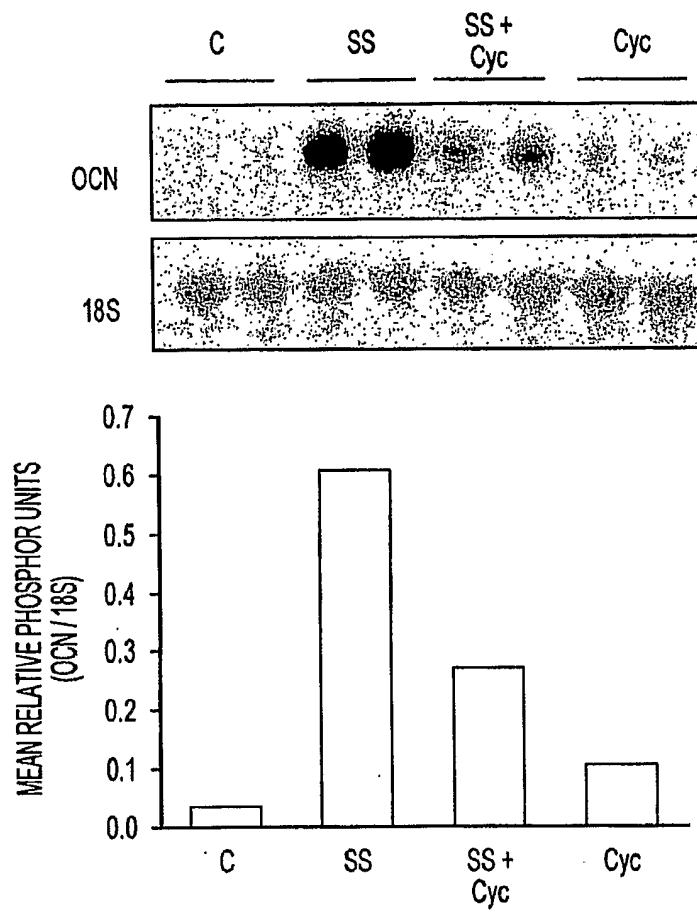 C SS SS + Cyc Cyc
OCN
18S
MEAN RELATIVE PHOSPHOR UNITS
(OCN / 18S)
0.7
0.6
0.5
0.4
0.3
0.2
0.1
0.0
C SS SS + Cyc Cyc